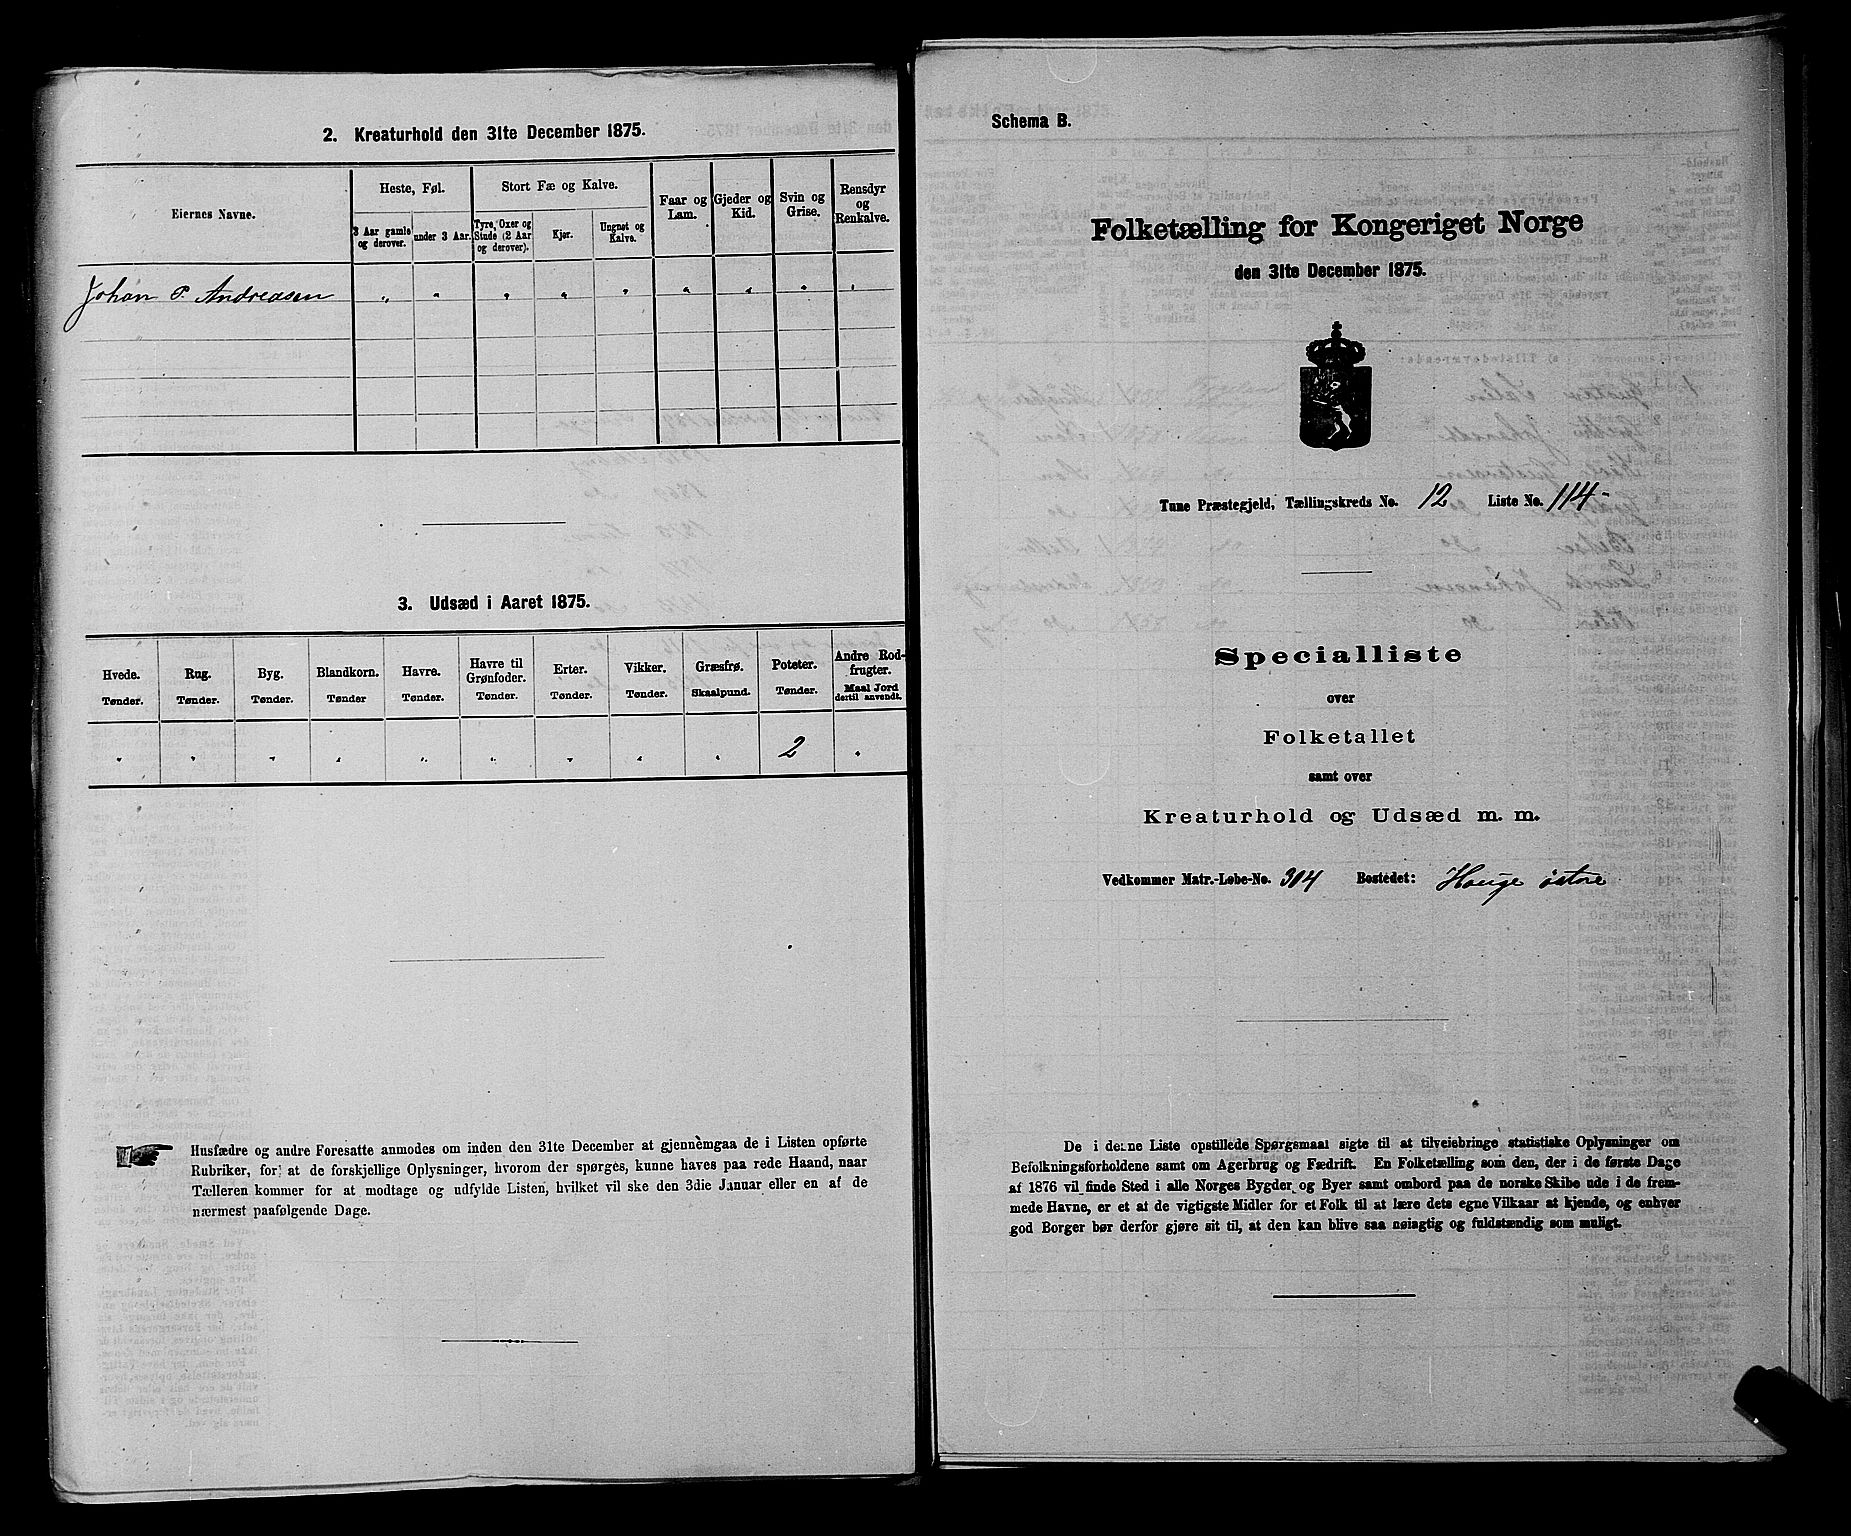 2. Kreaturhold den 31te December 1875.
Eiernes Navne.
Heste, Føl.
Stort Fæ og Kalve.
Faar og Lam.
Gjeder og Kid.
Svin og Grise.
Rensdyr og Renkalve.
3 Aar gamle og derover.
under 3 Aar.
Tyre, Oxer og Stude (2 Aar og derover).
Kjør.
Ungnøt og Kalve.
Johan P. Andreasen " " " " " " " " "
3. Udsæd i Aaret 1875.
Hvede. Rug. Byg. Blandkorn. Havre. Havre til Grønfoder. Erter. Vikker. Græsfrø. Poteter. Andre Rodfrugter.
Tønder. Tønder. Tønder. Tønder Tønder. Tønder. Tønder. Tønder. Skaalpund. Tønder. Maal Jord dertil anvendt.
" " " " " " " " " 2 "
Husfædre og andre Foresatte anmodes om inden den 31te December at gjennemgaa de i Listen opførte
Rubriker, for at de forskjellige Oplysninger, hvorom der spørges, kunne haves paa rede Haand, naar
Tælleren kommer for at modtage og udfylde Listen, hvilket vil ske den 3die Januar eller en af de
nærmest paafølgende Dage.
Schema B.
Folketælling for Kongeriget Norge
den 31te December 1875.
Tune Præstegjeld, Tællingskreds No. 12 Liste No. 114-
Specialliste
over
Folketallet
samt over
Kreaturhold og Udsæd m. m.
Vedkommer Matr.-Løbe-No. 304 Bostedet: Hauge østre
De i denne Liste opstillede Spørgsmaal sigte til at tilveiebringe statistiske Oplysninger om
Befolkningsforholdene samt om Agerbrug og Fædrift. En Folketælling som den, der i de første Dage
af 1876 vil finde Sted i alle Norges Bygder og Byer samt ombord paa de norske Skibe ude i de frem-
mede Havne, er et at de vigtigste Midler for et Folk til at lære dets egne Vilkaar at kjende, og enhver
god Borger bør derfor gjøre sit til, at den kan blive saa nøiagtig og fuldstændig som muligt.